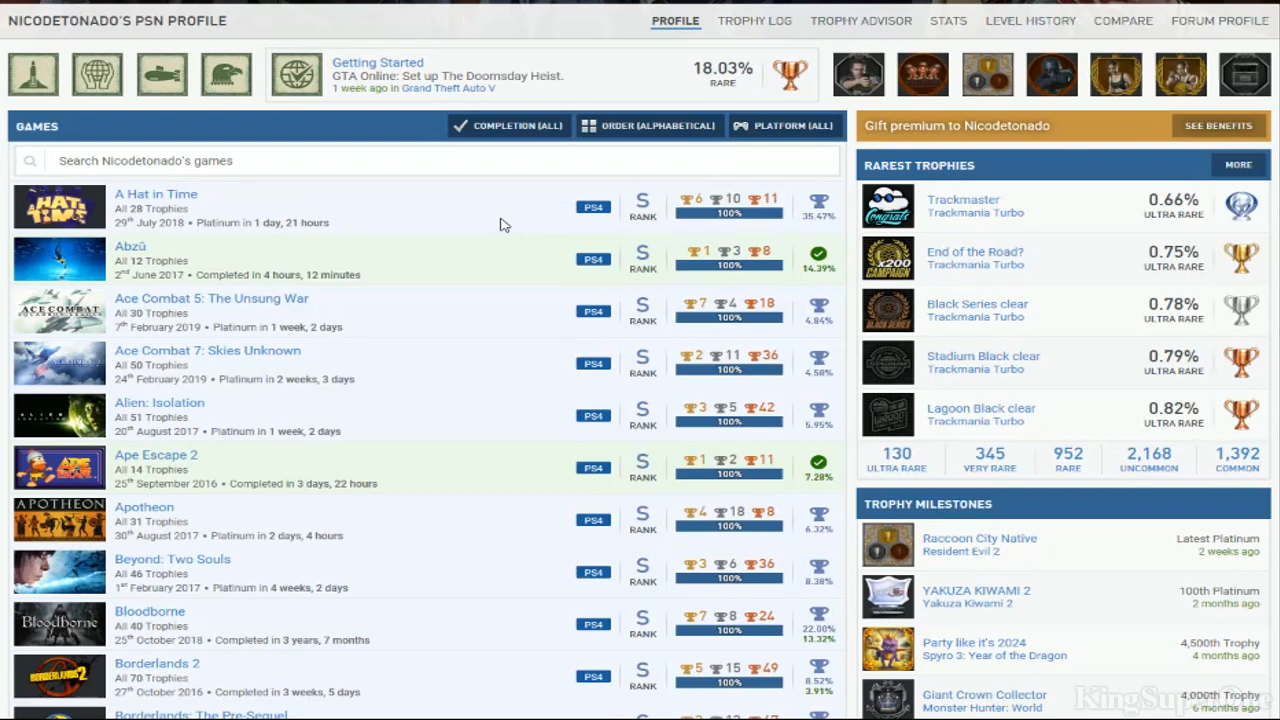 NICODETONADO'S PSN PROFILE
PROFILE TROPHY LOG TROPHY ADVISOR STATS LEVEL HISTORY COMPARE FORUM PROFILE
Getting Started
GTA Online: Set up The Doomsday Heist.
1 week ago in Grand Theft Auto V
18.03%
RARE
GAMES
COMPLETION (ALL) ORDER (ALPHABETICAL) PLATFORM (ALL)
Search Nicodetonado's games
A Hat in Time
All 28 Trophies
29th July 2018 • Platinum in 1 day, 21 hours
PS4
S
RANK
6 10 11
100%
35.47%
Abzû
All 12 Trophies
2nd June 2017 • Completed in 4 hours, 12 minutes
PS4
S
RANK
1 3 8
100%
14.39%
Ace Combat 5: The Unsung War
All 30 Trophies
7th February 2019 • Platinum in 1 week, 2 days
PS4
S
RANK
7 4 18
100%
4.84%
ACE COMBAT
Ace Combat 7: Skies Unknown
All 50 Trophies
24th February 2019 • Platinum in 2 weeks, 3 days
PS4
S
RANK
2 11 36
100%
4.58%
Alien: Isolation
All 51 Trophies
20th August 2017 • Platinum in 1 week, 2 days
PS4
S
RANK
3 5 42
100%
5.95%
Ape Escape 2
All 14 Trophies
25th September 2016 • Completed in 3 days, 22 hours
PS4
S
RANK
1 2 11
100%
7.28%
APOTHEON
Apotheon
All 31 Trophies
30th August 2017 • Platinum in 2 days, 4 hours
PS4
S
RANK
4 18 8
100%
6.32%
Beyond: Two Souls
All 46 Trophies
1st February 2017 • Platinum in 4 weeks, 2 days
PS4
S
RANK
3 6 36
100%
8.38%
Bloodborne
Bloodborne
All 40 Trophies
25th October 2018 • Completed in 3 years, 7 months
PS4
S
RANK
7 8 24
100%
22.00%
13.32%
Borderlands 2
All 70 Trophies
27th October 2016 • Completed in 3 weeks, 5 days
PS4
S
RANK
5 15 49
100%
8.52%
3.91%
Borderlands: The Pre-Sequel
Gift premium to Nicodetonado
SEE BENEFITS
RAREST TROPHIES
MORE
Congrats
Trackmaster
Trackmania Turbo
0.66%
ULTRA RARE
x200
CAMPAIGN
End of the Road?
Trackmania Turbo
0.75%
ULTRA RARE
BLACK SERIES
Black Series clear
Trackmania Turbo
0.78%
ULTRA RARE
Stadium Black clear
Trackmania Turbo
0.79%
ULTRA RARE
Lagoon Black clear
Trackmania Turbo
0.82%
ULTRA RARE
130 345 952 2,168 1,392
ULTRA RARE VERY RARE RARE UNCOMMON COMMON
TROPHY MILESTONES
Raccoon City Native
Resident Evil 2
Latest Platinum
2 weeks ago
YAKUZA KIWAMI 2
Yakuza Kiwami 2
100th Platinum
2 months ago
Party like it's 2024
Spyro 3: Year of the Dragon
4,500th Trophy
4 months ago
Giant Crown Collector
Monster Hunter: World
4,000th Trophy
6 months ago